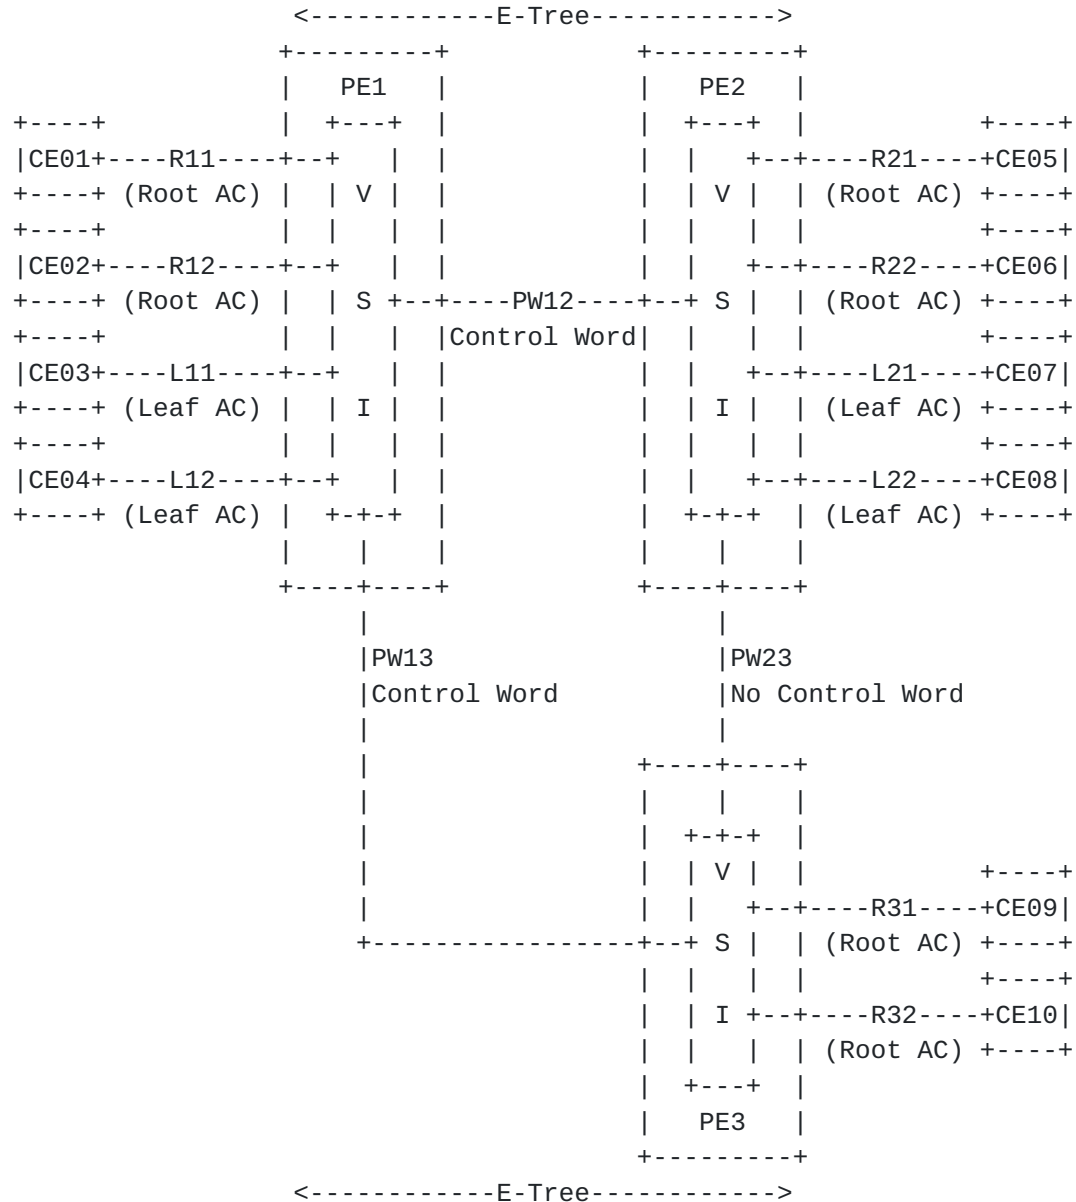 <------------E-Tree------------>
+---------+ +---------+
| PE1 | | PE2 |
+----+ | +---+ | | +---+ | +----+
|CE01+----R11----+--+ | | | | +--+----R21----+CE05|
+----+ (Root AC) | | V | | | | V | | (Root AC) +----+
+----+ | | | | | | | | +----+
|CE02+----R12----+--+ | | | | +--+----R22----+CE06|
+----+ (Root AC) | | S +--+----PW12----+--+ S | | (Root AC) +----+
+----+ | | | |Control Word| | | | +----+
|CE03+----L11----+--+ | | | | +--+----L21----+CE07|
+----+ (Leaf AC) | | I | | | | I | | (Leaf AC) +----+
+----+ | | | | | | | | +----+
|CE04+----L12----+--+ | | | | +--+----L22----+CE08|
+----+ (Leaf AC) | +-+-+ | | +-+-+ | (Leaf AC) +----+
| | | | | |
+----+----+ +----+----+
| |
|PW13 |PW23
|Control Word |No Control Word
| |
| +----+----+
| | | |
| | +-+-+ |
| | | V | | +----+
| | | +--+----R31----+CE09|
+-----------------+--+ S | | (Root AC) +----+
| | | | +----+
| | I +--+----R32----+CE10|
| | | | (Root AC) +----+
| +---+ |
| PE3 |
+---------+
<------------E-Tree------------>